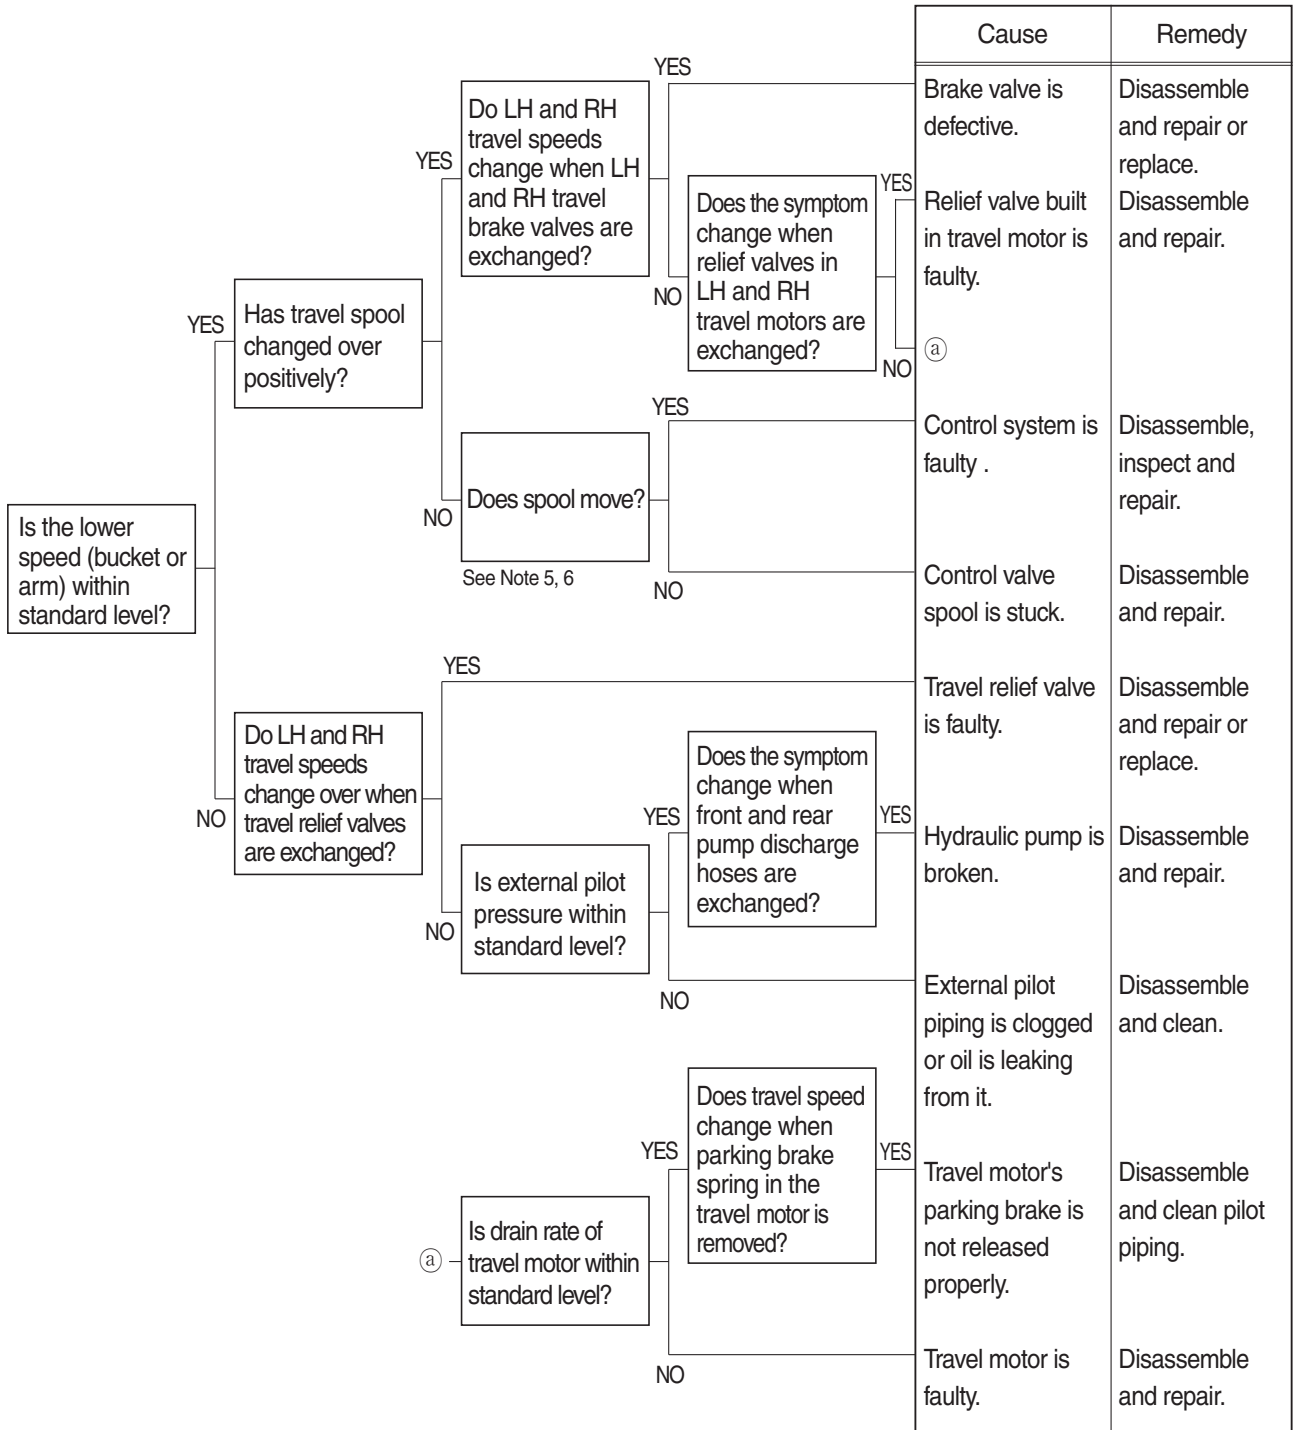 Cause
Remedy
YES
Brake valve is
defective.
Disassemble
and repair or
replace.
Do LH and RH
travel speeds
change when LH
and RH travel
brake valves are
exchanged?
YES
YES
Does the symptom
change when
relief valves in
LH and RH
travel motors are
exchanged?
Relief valve built
in travel motor is
faulty.
Disassemble
and repair.
NO
Has travel spool
changed over
positively?
YES
NO
ⓐ
YES
Control system is
faulty .
Disassemble,
inspect and
repair.
Does spool move?
NO
See Note 5, 6
NO
Control valve
spool is stuck.
Disassemble
and repair.
Is the lower
speed (bucket or
arm) within
standard level?
YES
Travel relief valve
is faulty.
Disassemble
and repair or
replace.
Do LH and RH
travel speeds
change over when
travel relief valves
are exchanged?
NO
Does the symptom
change when
front and rear
pump discharge
hoses are
exchanged?
YES
YES
Hydraulic pump is
broken.
Disassemble
and repair.
Is external pilot
pressure within
standard level?
NO
NO
External pilot
piping is clogged
or oil is leaking
from it.
Disassemble
and clean.
Does travel speed
change when
parking brake
spring in the
travel motor is
removed?
YES
YES
Travel motor's
parking brake is
not released
properly.
Disassemble
and clean pilot
piping.
ⓐ
Is drain rate of
travel motor within
standard level?
NO
Travel motor is
faulty.
Disassemble
and repair.